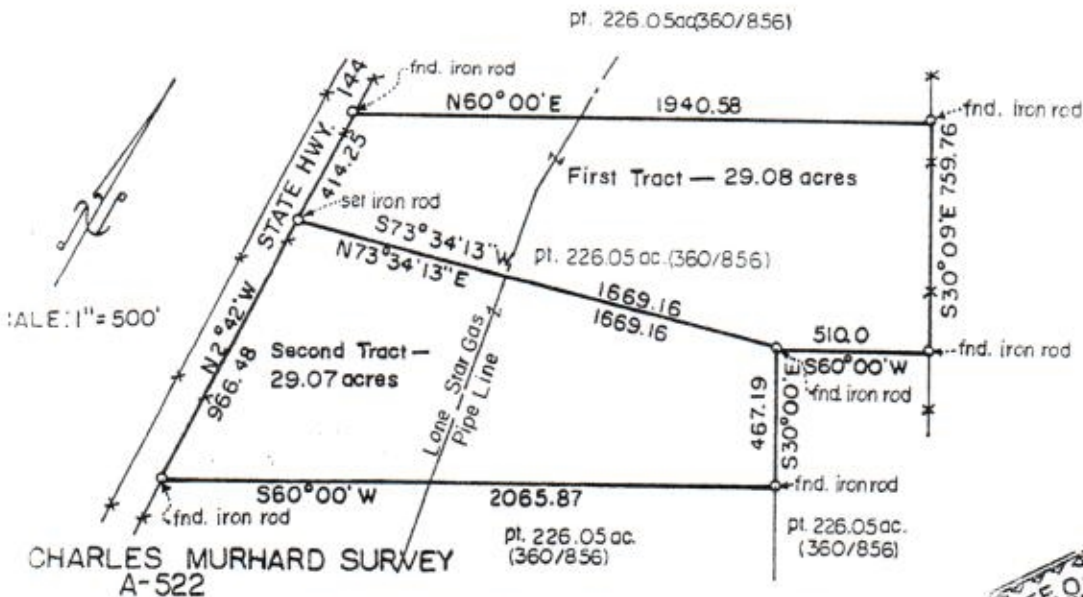 pt. 226.05ac(360/856)
fnd. iron rod
N60°00'E 1940.58
fnd. iron rod
STATE HWY. 144
414.25
First Tract — 29.08 acres
S30°09'E 759.76
set iron rod
S73°34'13"W
N73°34'13"E
pt. 226.05 ac.(360/856)
1669.16
1669.16
N
CALE: 1"=500'
N2°42'W
966.48
Second Tract —
29.07 acres
Lone Star Gas
Pipe Line
510.0
S60°00'W
fnd. iron rod
fnd. iron rod
467.19
S30°00'E
S60°00'W 2065.87
fnd. iron rod
fnd. iron rod
pt. 226.05 ac.
(360/856)
pt. 226.05 ac.
(360/856)
CHARLES MURHARD SURVEY
A-522